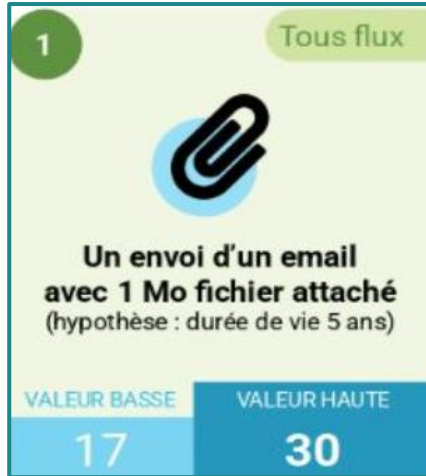 1
Tous flux
Un envoi d'un email
avec 1 Mo fichier attaché
(hypothèse : durée de vie 5 ans)
VALEUR BASSE
VALEUR HAUTE
17
30